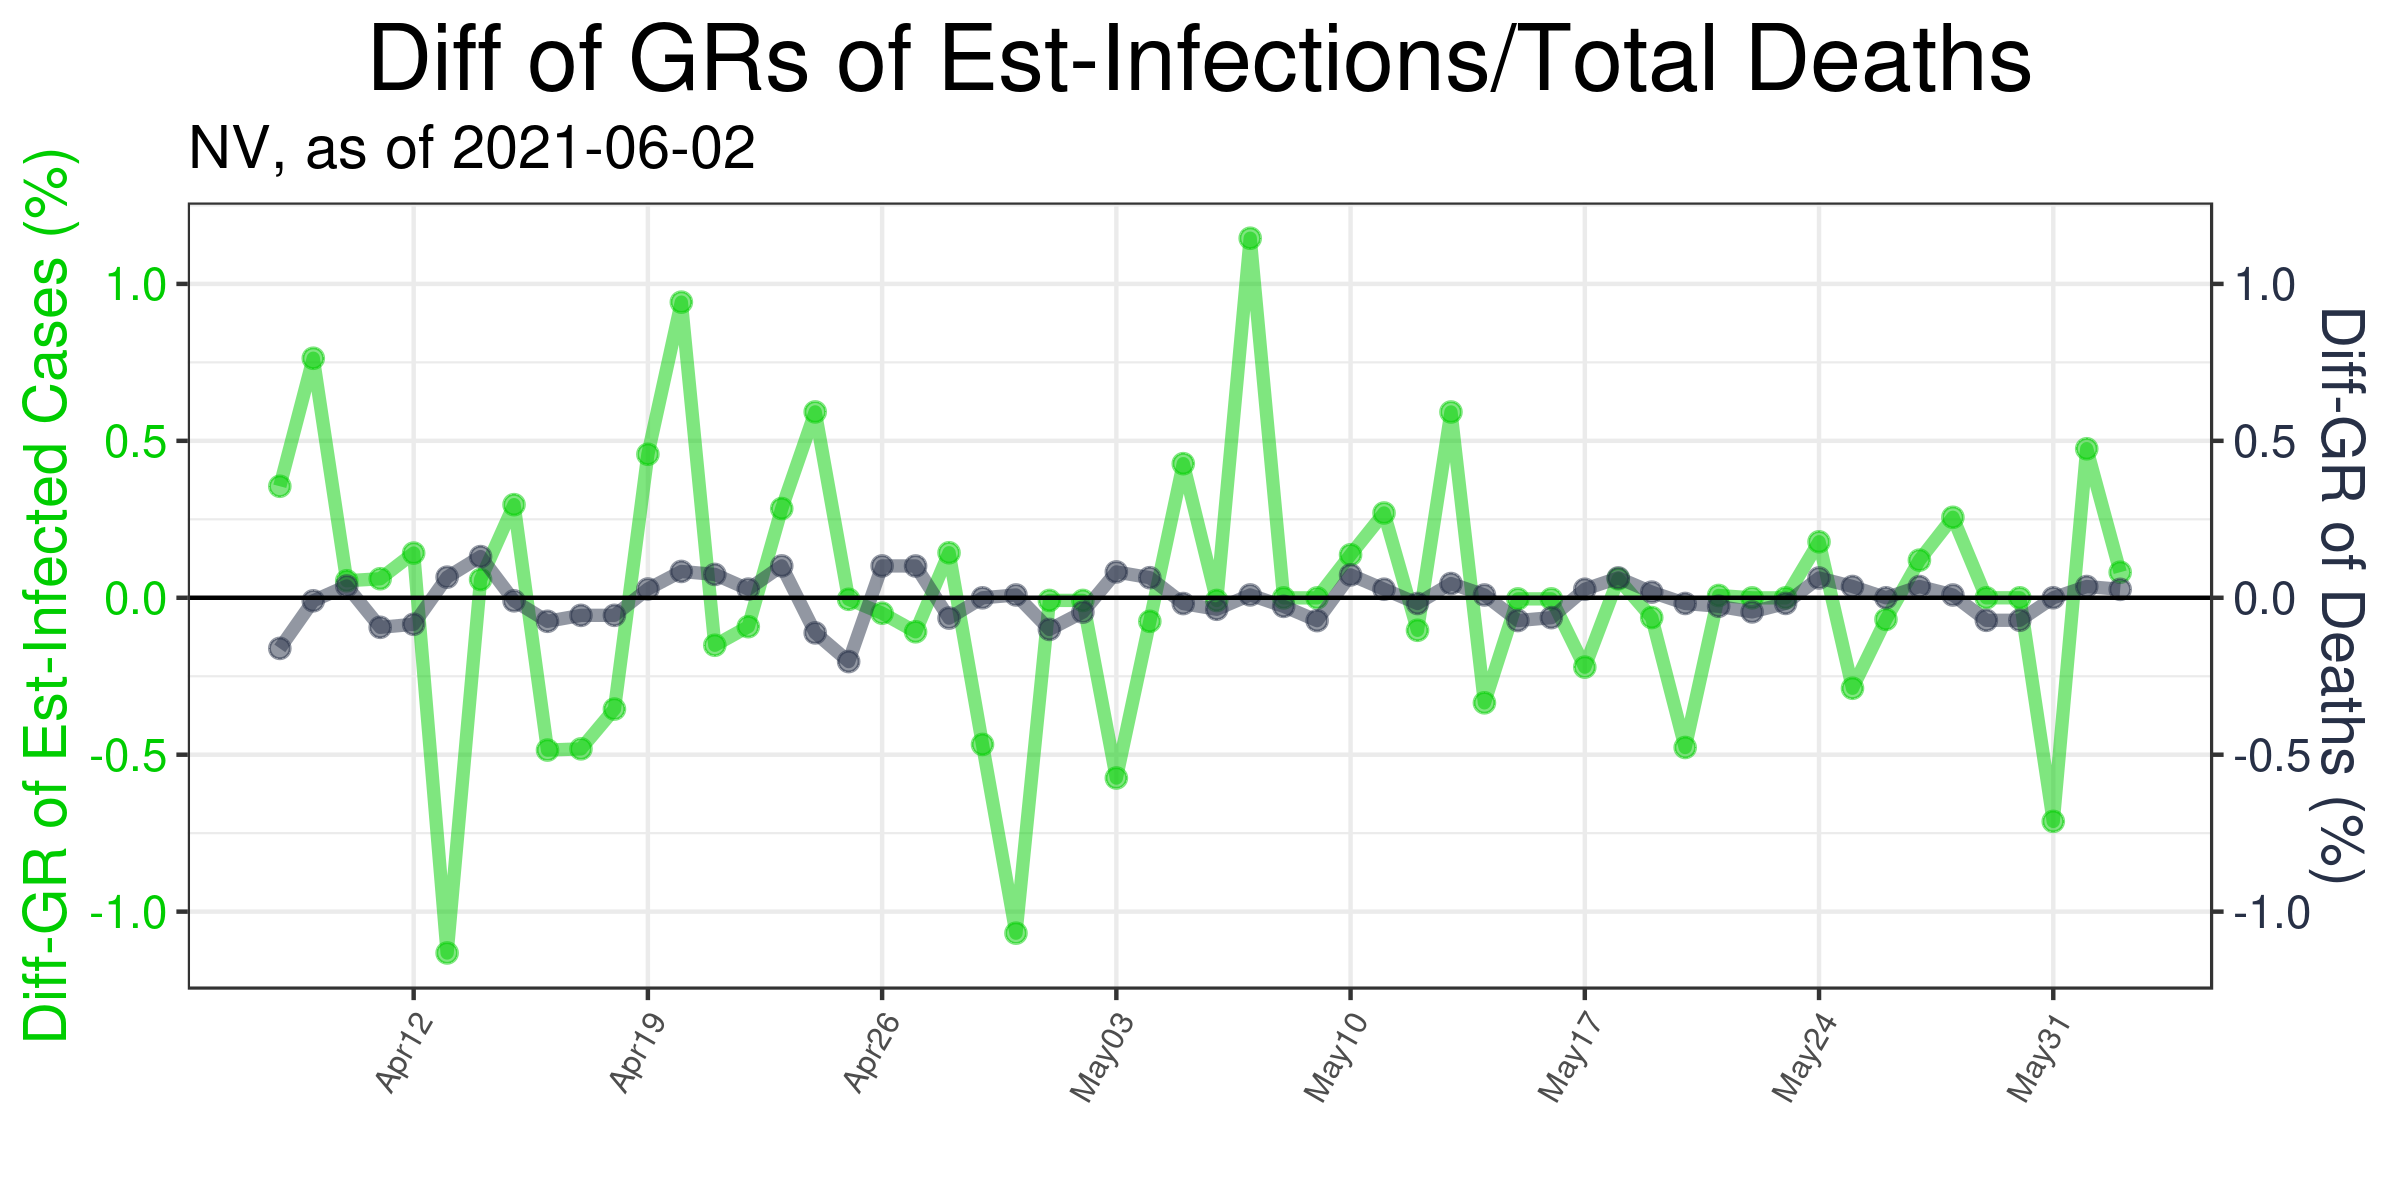 Diff of GRs of Est-Infections/Total Deaths
NV, as of 2021-06-02
Diff-GR of Est-Infected Cases (%)
1.0
0.5
0.0
-0.5
-1.0
1.0
0.5
0.0
-0.5
-1.0
Diff-GR of Deaths (%)
Apr12
Apr19
Apr26
May03
May10
May17
May24
May31